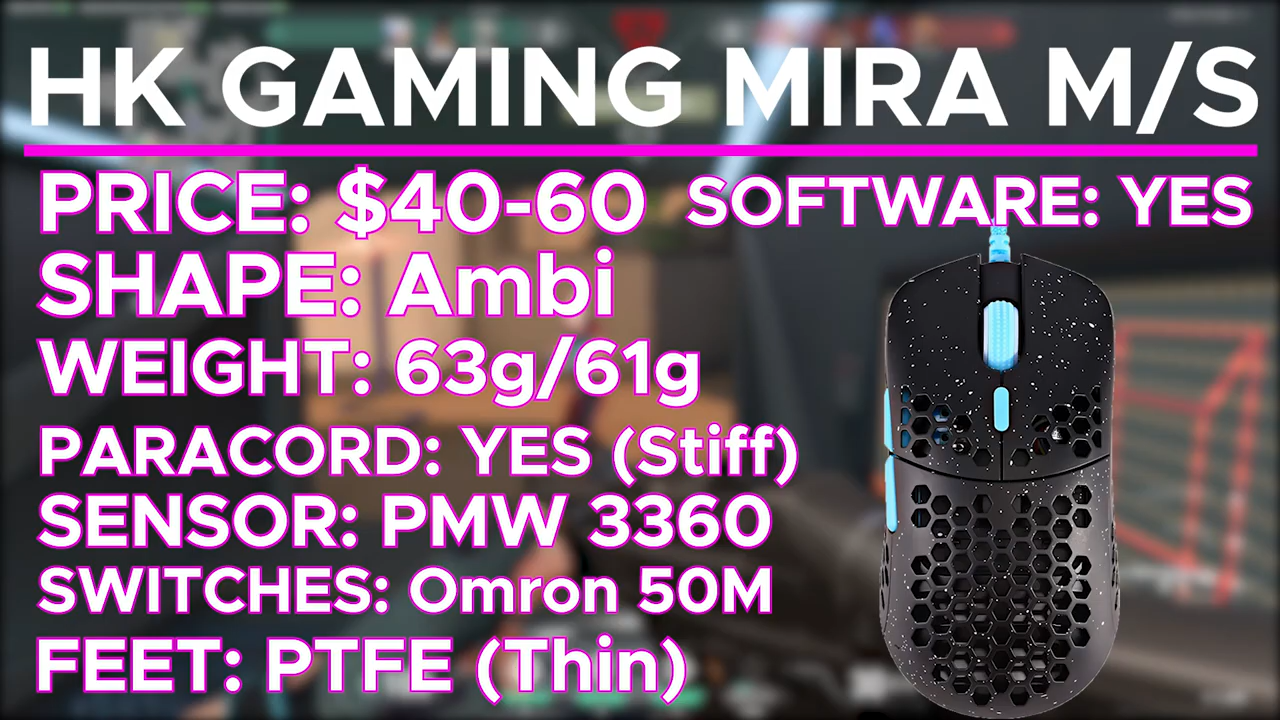 HK GAMING MIRA M/S
PRICE: $40-60 SOFTWARE: YES
SHAPE: Ambi
WEIGHT: 63g/61g
PARACORD: YES (Stiff)
SENSOR: PMW 3360
SWITCHES: Omron 50M
FEET: PTFE (Thin)